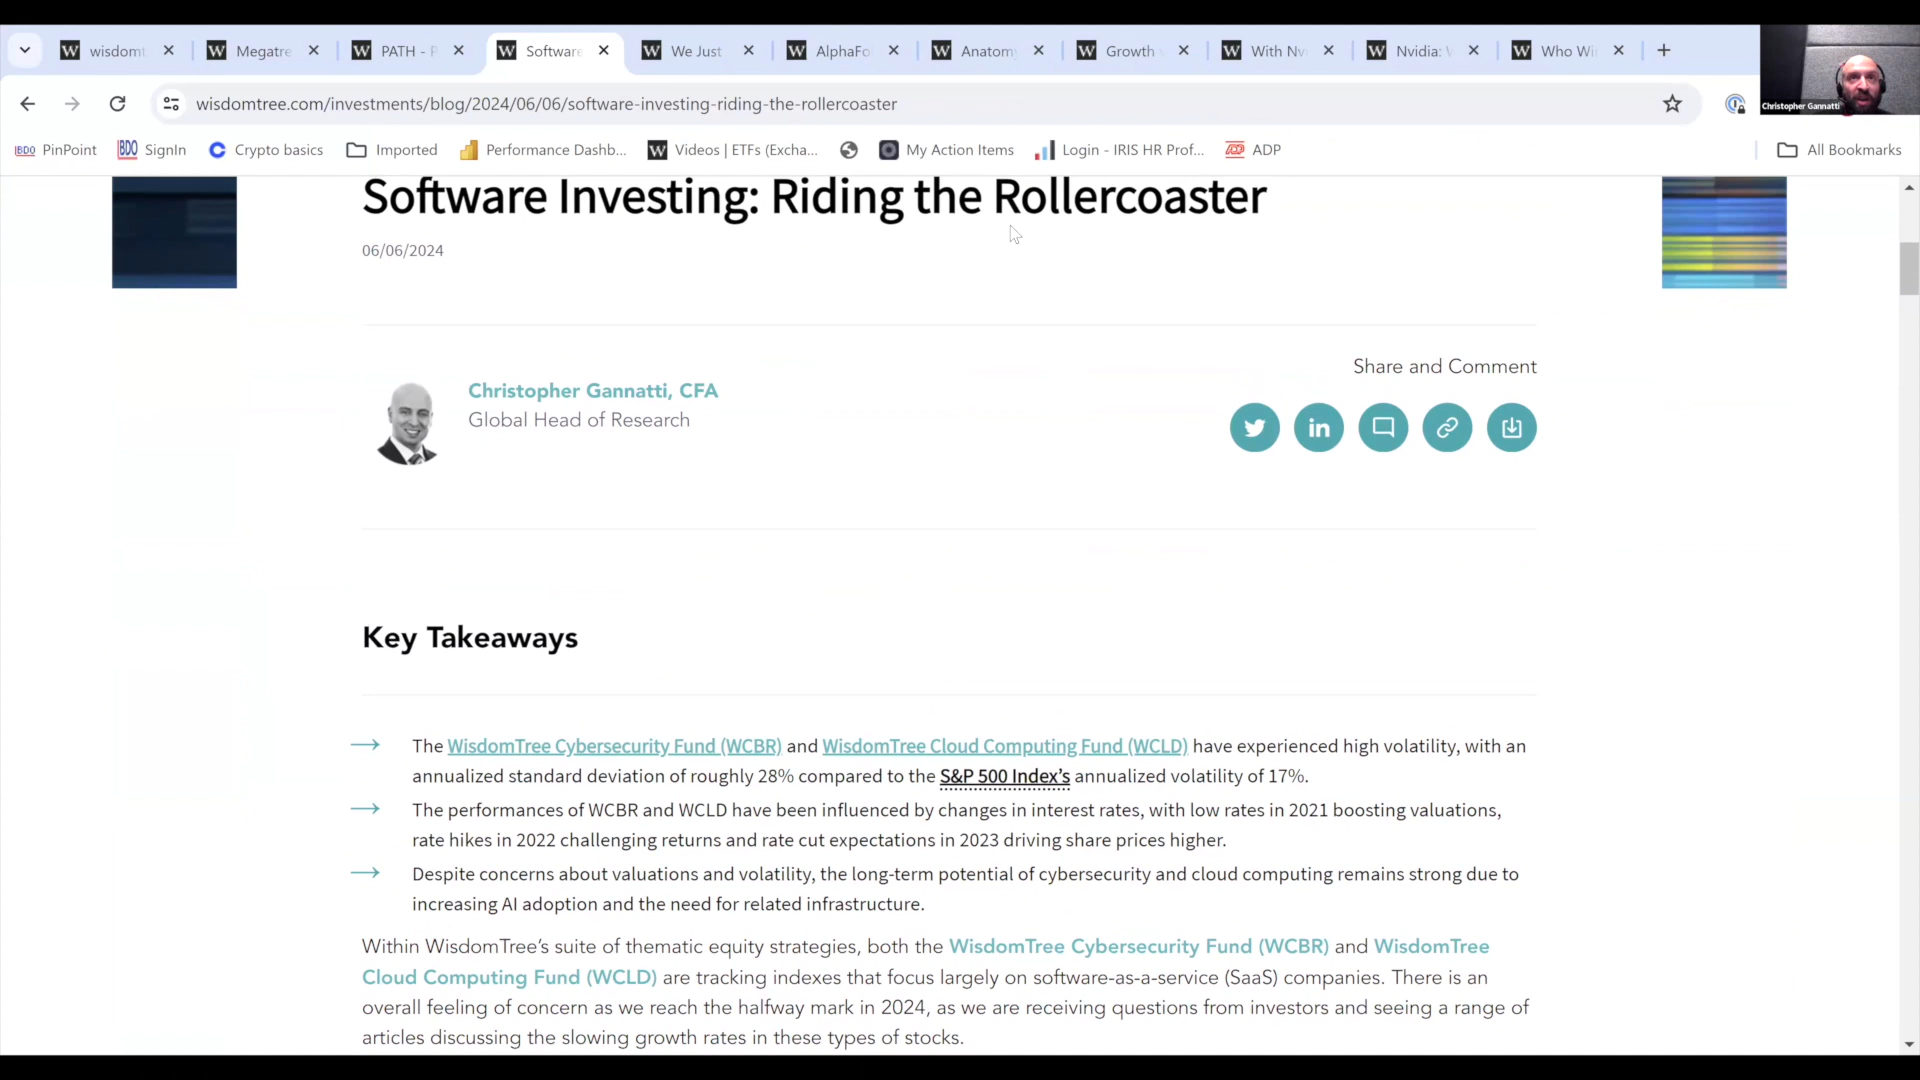 wisdomt
Megatre
PATH - P
Software
We Just
AlphaFo
Anatom
Growth
With Nv
Nvidia:
Who Wi
wisdomtree.com/investments/blog/2024/06/06/software-investing-riding-the-rollercoaster
Christopher Gannatti
BDO PinPoint
BDO SignIn
Crypto basics
Imported
Performance Dashb...
Videos | ETFs (Excha...
My Action Items
Login - IRIS HR Prof...
ADP
All Bookmarks
Software Investing: Riding the Rollercoaster
06/06/2024
Share and Comment
Christopher Gannatti, CFA
Global Head of Research
Key Takeaways
The WisdomTree Cybersecurity Fund (WCBR) and WisdomTree Cloud Computing Fund (WCLD) have experienced high volatility, with an
annualized standard deviation of roughly 28% compared to the S&P 500 Index's annualized volatility of 17%.
The performances of WCBR and WCLD have been influenced by changes in interest rates, with low rates in 2021 boosting valuations,
rate hikes in 2022 challenging returns and rate cut expectations in 2023 driving share prices higher.
Despite concerns about valuations and volatility, the long-term potential of cybersecurity and cloud computing remains strong due to
increasing AI adoption and the need for related infrastructure.
Within WisdomTree's suite of thematic equity strategies, both the WisdomTree Cybersecurity Fund (WCBR) and WisdomTree
Cloud Computing Fund (WCLD) are tracking indexes that focus largely on software-as-a-service (SaaS) companies. There is an
overall feeling of concern as we reach the halfway mark in 2024, as we are receiving questions from investors and seeing a range of
articles discussing the slowing growth rates in these types of stocks.